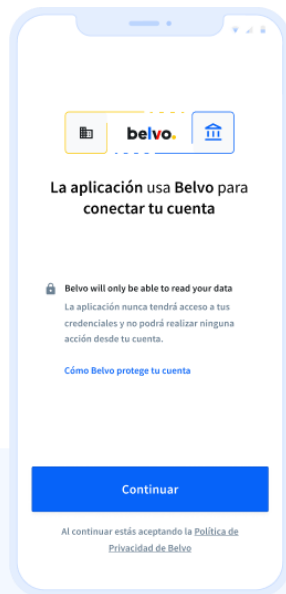 belvo.
La aplicación usa Belvo para
conectar tu cuenta
Belvo will only be able to read your data
La aplicación nunca tendrá acceso a tus
credenciales y no podrá realizar ninguna
acción desde tu cuenta.
Cómo Belvo protege tu cuenta
Continuar
Al continuar estás aceptando la Política de
Privacidad de Belvo